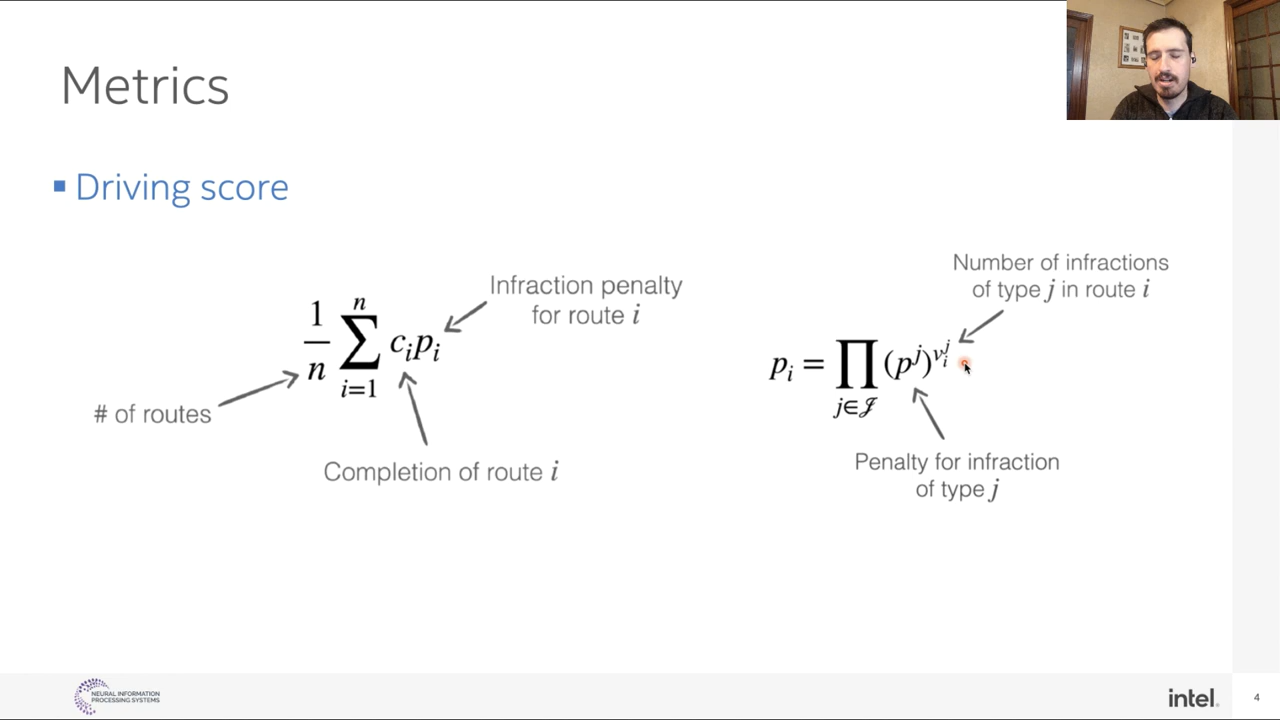 Metrics
▪ Driving score
Infraction penalty
for route i
1/n ∑_{i=1}^{n} c_i p_i
# of routes
Completion of route i
Number of infractions
of type j in route i
p_i = ∏_{j∈𝒥} (p^j)^{ν_i^j}
Penalty for infraction
of type j
NEURAL INFORMATION
PROCESSING SYSTEMS
intel.
4